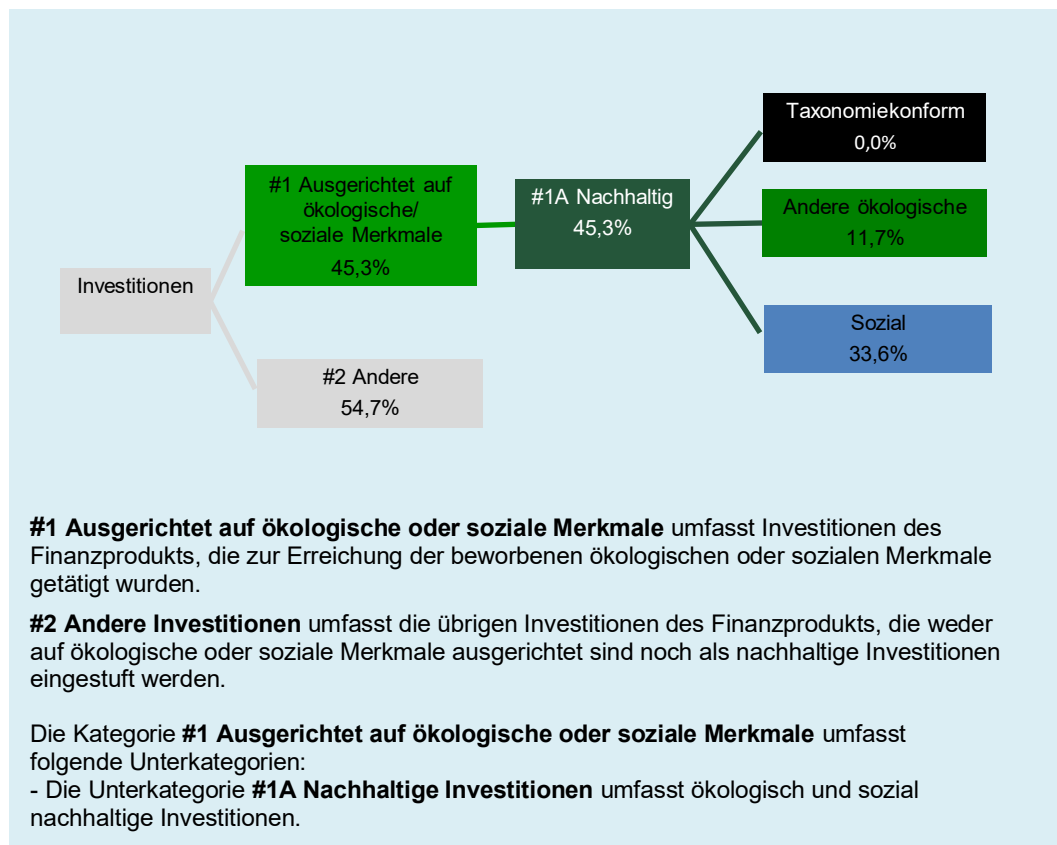 Taxonomiekonform
0,0%
#1 Ausgerichtet auf
ökologische/
soziale Merkmale
45,3%
#1A Nachhaltig
45,3%
Andere ökologische
11,7%
Investitionen
Sozial
33,6%
#2 Andere
54,7%
#1 Ausgerichtet auf ökologische oder soziale Merkmale umfasst Investitionen des
Finanzprodukts, die zur Erreichung der beworbenen ökologischen oder sozialen Merkmale
getätigt wurden.
#2 Andere Investitionen umfasst die übrigen Investitionen des Finanzprodukts, die weder
auf ökologische oder soziale Merkmale ausgerichtet sind noch als nachhaltige Investitionen
eingestuft werden.
Die Kategorie #1 Ausgerichtet auf ökologische oder soziale Merkmale umfasst
folgende Unterkategorien:
- Die Unterkategorie #1A Nachhaltige Investitionen umfasst ökologisch und sozial
nachhaltige Investitionen.